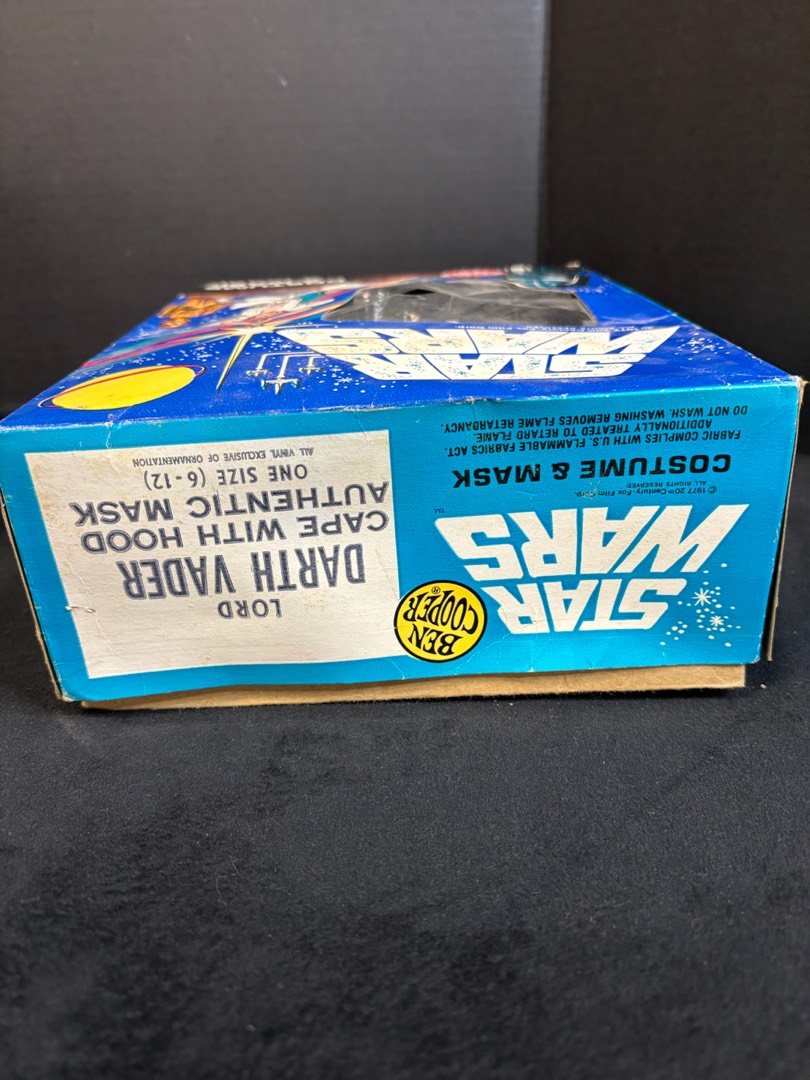 STAR
WARS
TM
© 1977 20th Century-Fox Film Corp.
ALL RIGHTS RESERVED
COSTUME & MASK
FABRIC COMPLIES WITH U.S. FLAMMABLE FABRICS ACT.
ADDITIONALLY TREATED TO RETARD FLAME.
DO NOT WASH. WASHING REMOVES FLAME RETARDANCY.
BEN
COOPER
®
LORD
DARTH VADER
CAPE WITH HOOD
AUTHENTIC MASK
ONE SIZE (6-12)
ALL VINYL EXCLUSIVE OF ORNAMENTATION
STAR
WARS